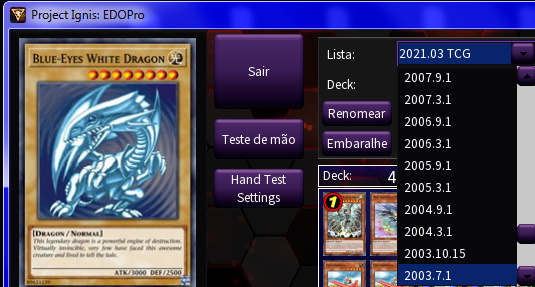 Project Ignis: EDOPro
BLUE-EYES WHITE DRAGON
[DRAGON / NORMAL]
This legendary dragon is a powerful engine of destruction.
Virtually invincible, very few have faced this awesome
creature and lived to tell the tale.
ATK/3000 DEF/2500
Sair
Teste de mão
Hand Test
Settings
Lista:
2021.03 TCG
Deck:
Renomear
Embaralhe
Deck:
4
1
2007.9.1
2007.3.1
2006.9.1
2006.3.1
2005.9.1
2005.3.1
2004.9.1
2004.3.1
2003.10.15
2003.7.1